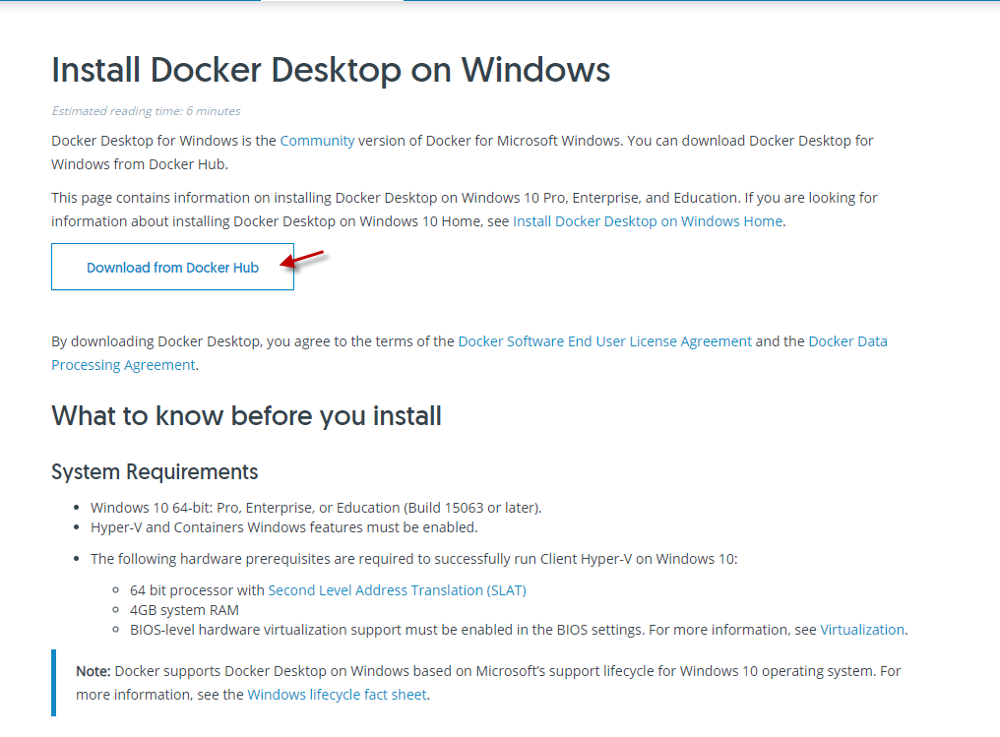 Install Docker Desktop on Windows
Estimated reading time: 6 minutes
Docker Desktop for Windows is the Community version of Docker for Microsoft Windows. You can download Docker Desktop for
Windows from Docker Hub.
This page contains information on installing Docker Desktop on Windows 10 Pro, Enterprise, and Education. If you are looking for
information about installing Docker Desktop on Windows 10 Home, see Install Docker Desktop on Windows Home.
Download from Docker Hub
By downloading Docker Desktop, you agree to the terms of the Docker Software End User License Agreement and the Docker Data
Processing Agreement.
What to know before you install
System Requirements
• Windows 10 64-bit: Pro, Enterprise, or Education (Build 15063 or later).
• Hyper-V and Containers Windows features must be enabled.
• The following hardware prerequisites are required to successfully run Client Hyper-V on Windows 10:
◦ 64 bit processor with Second Level Address Translation (SLAT)
◦ 4GB system RAM
◦ BIOS-level hardware virtualization support must be enabled in the BIOS settings. For more information, see Virtualization.
Note: Docker supports Docker Desktop on Windows based on Microsoft’s support lifecycle for Windows 10 operating system. For
more information, see the Windows lifecycle fact sheet.